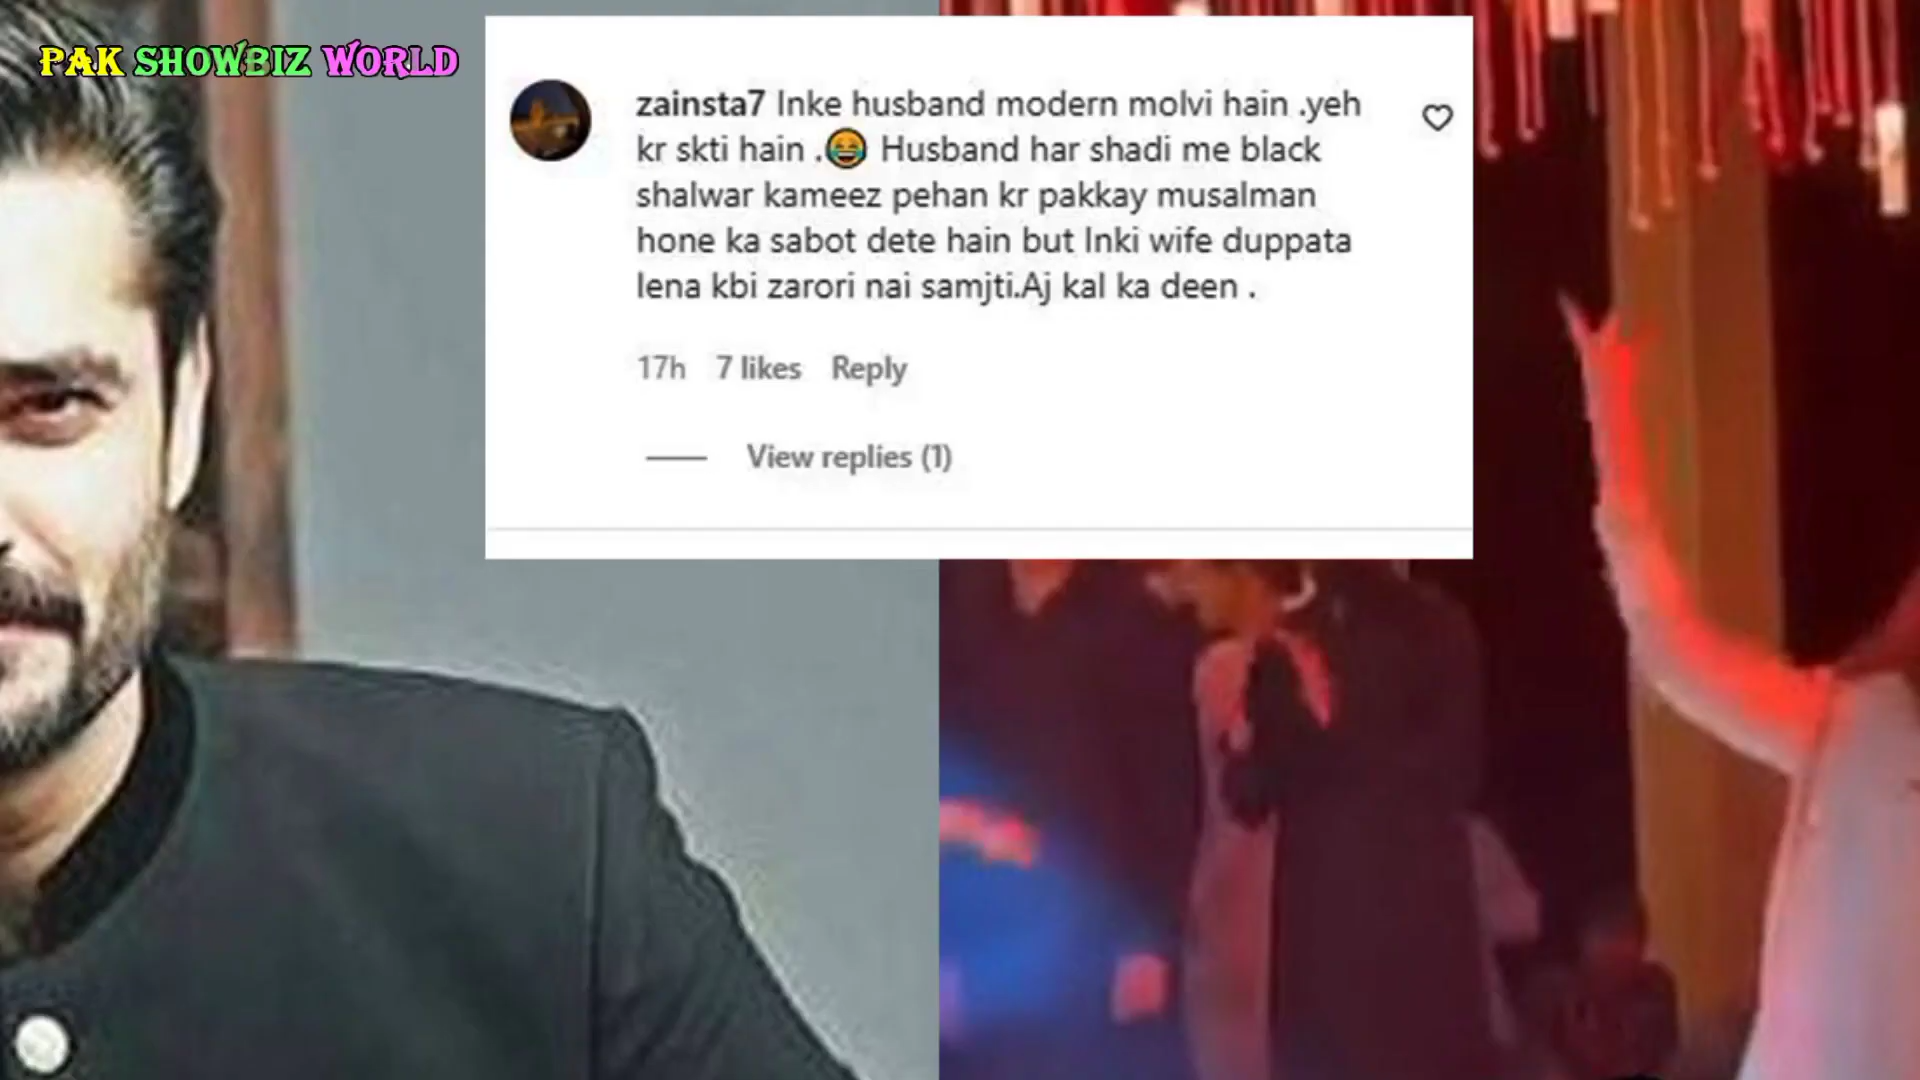 PAK SHOWBIZ WORLD
zainsta7 Inke husband modern molvi hain .yeh
kr skti hain .😂 Husband har shadi me black
shalwar kameez pehan kr pakkay musalman
hone ka sabot dete hain but Inki wife duppata
lena kbi zarori nai samjti.Aj kal ka deen .
17h 7 likes Reply
View replies (1)